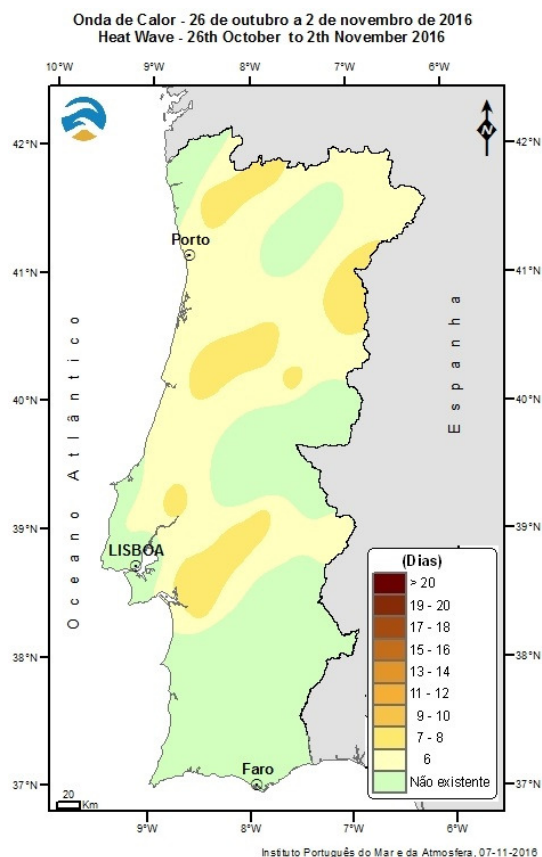 Onda de Calor - 26 de outubro a 2 de novembro de 2016
Heat Wave - 26th October to 2th November 2016
10°W 9°W 8°W 7°W 6°W
42°N 42°N
N
Porto
41°N 41°N
Oceano Atlântico
Espanha
40°N 40°N
39°N 39°N
LISBOA
(Dias)
> 20
19 - 20
17 - 18
15 - 16
13 - 14
11 - 12
9 - 10
7 - 8
6
Não existente
38°N 38°N
Faro
37°N 37°N
20
Km
9°W 8°W 7°W 6°W
Instituto Português do Mar e da Atmosfera, 07-11-2016